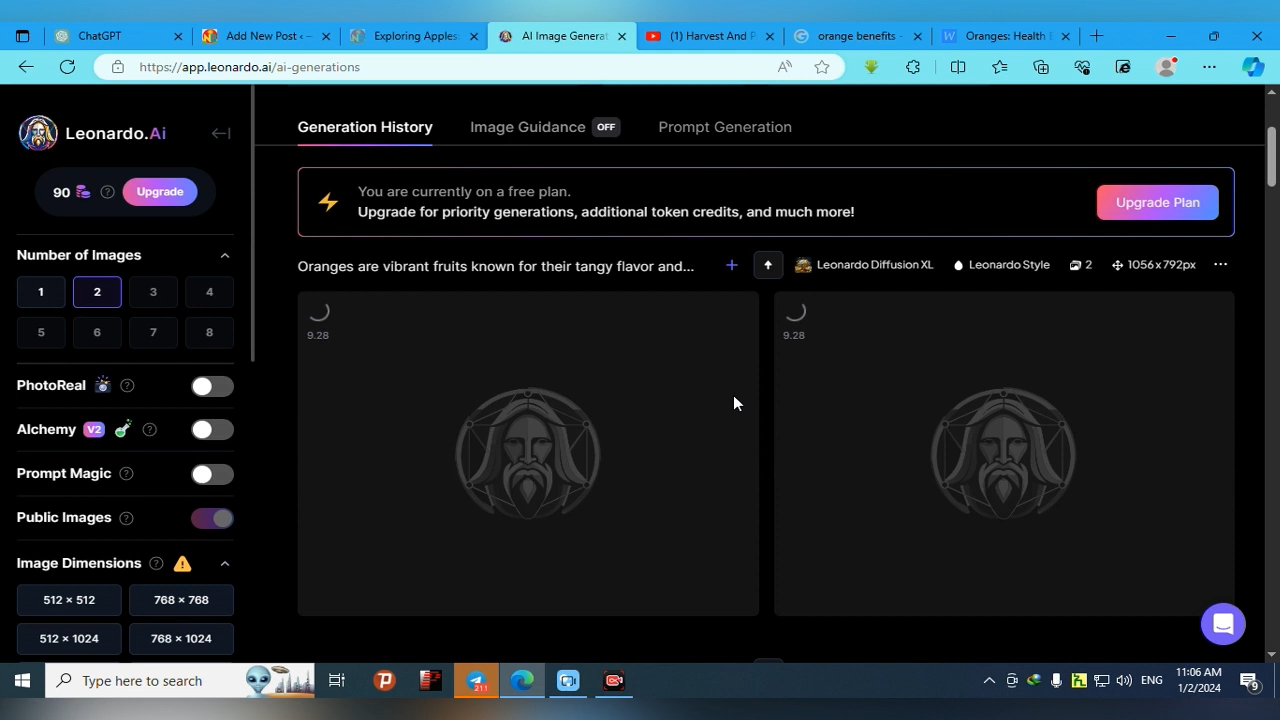 ChatGPT
Add New Post ‹ —
Exploring Apples:
AI Image Generat
(1) Harvest And P
orange benefits -
Oranges: Health B
https://app.leonardo.ai/ai-generations
Leonardo.Ai
90
Upgrade
Number of Images
1 2 3 4
5 6 7 8
PhotoReal
Alchemy V2
Prompt Magic
Public Images
Image Dimensions
512 × 512
768 × 768
512 × 1024
768 × 1024
Generation History
Image Guidance OFF
Prompt Generation
You are currently on a free plan.
Upgrade for priority generations, additional token credits, and much more!
Upgrade Plan
Oranges are vibrant fruits known for their tangy flavor and...
Leonardo Diffusion XL
Leonardo Style
2
1056x792px
9.28
9.28
Type here to search
211
ENG
11:06 AM
1/2/2024
9